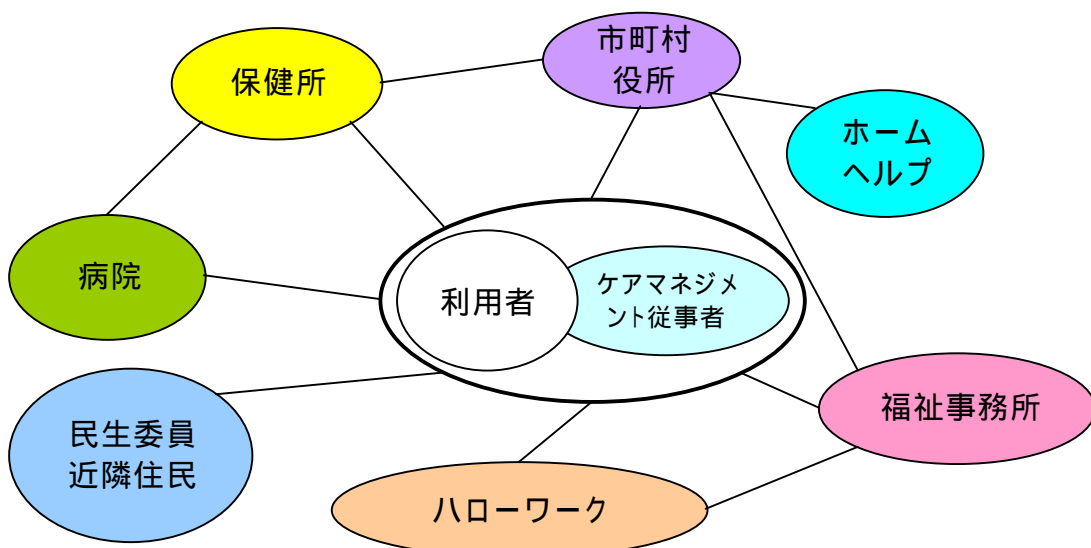 保健所
市町村
役所
ホーム
ヘルプ
病院
利用者
ケアマネジメ
ント従事者
民生委員
近隣住民
福祉事務所
ハローワーク